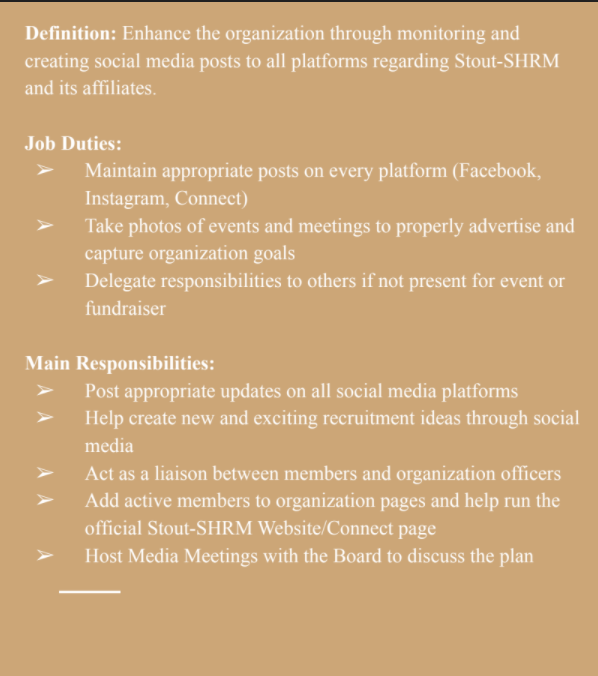 Definition: Enhance the organization through monitoring and
creating social media posts to all platforms regarding Stout-SHRM
and its affiliates.
Job Duties:
➢ Maintain appropriate posts on every platform (Facebook,
Instagram, Connect)
➢ Take photos of events and meetings to properly advertise and
capture organization goals
➢ Delegate responsibilities to others if not present for event or
fundraiser
Main Responsibilities:
➢ Post appropriate updates on all social media platforms
➢ Help create new and exciting recruitment ideas through social
media
➢ Act as a liaison between members and organization officers
➢ Add active members to organization pages and help run the
official Stout-SHRM Website/Connect page
➢ Host Media Meetings with the Board to discuss the plan